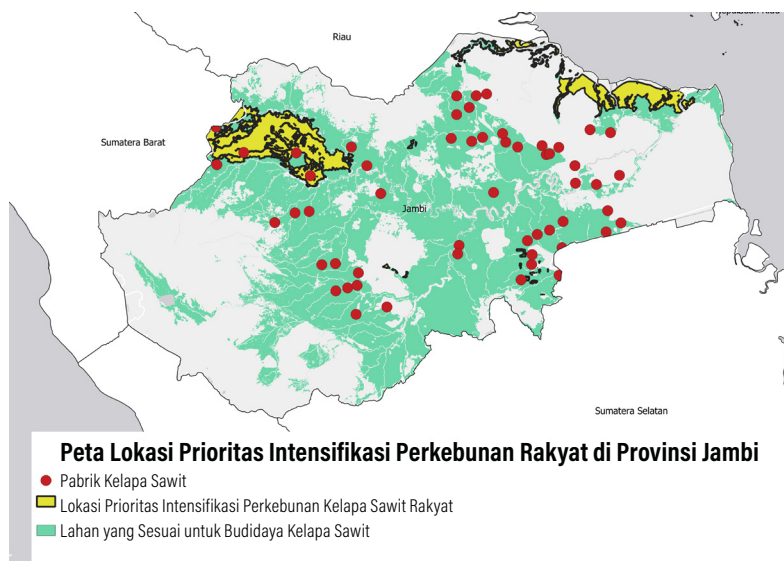 Riau
Sumatera Barat
Jambi
Sumatera Selatan
Peta Lokasi Prioritas Intensifikasi Perkebunan Rakyat di Provinsi Jambi
Pabrik Kelapa Sawit
Lokasi Prioritas Intensifikasi Perkebunan Kelapa Sawit Rakyat
Lahan yang Sesuai untuk Budidaya Kelapa Sawit